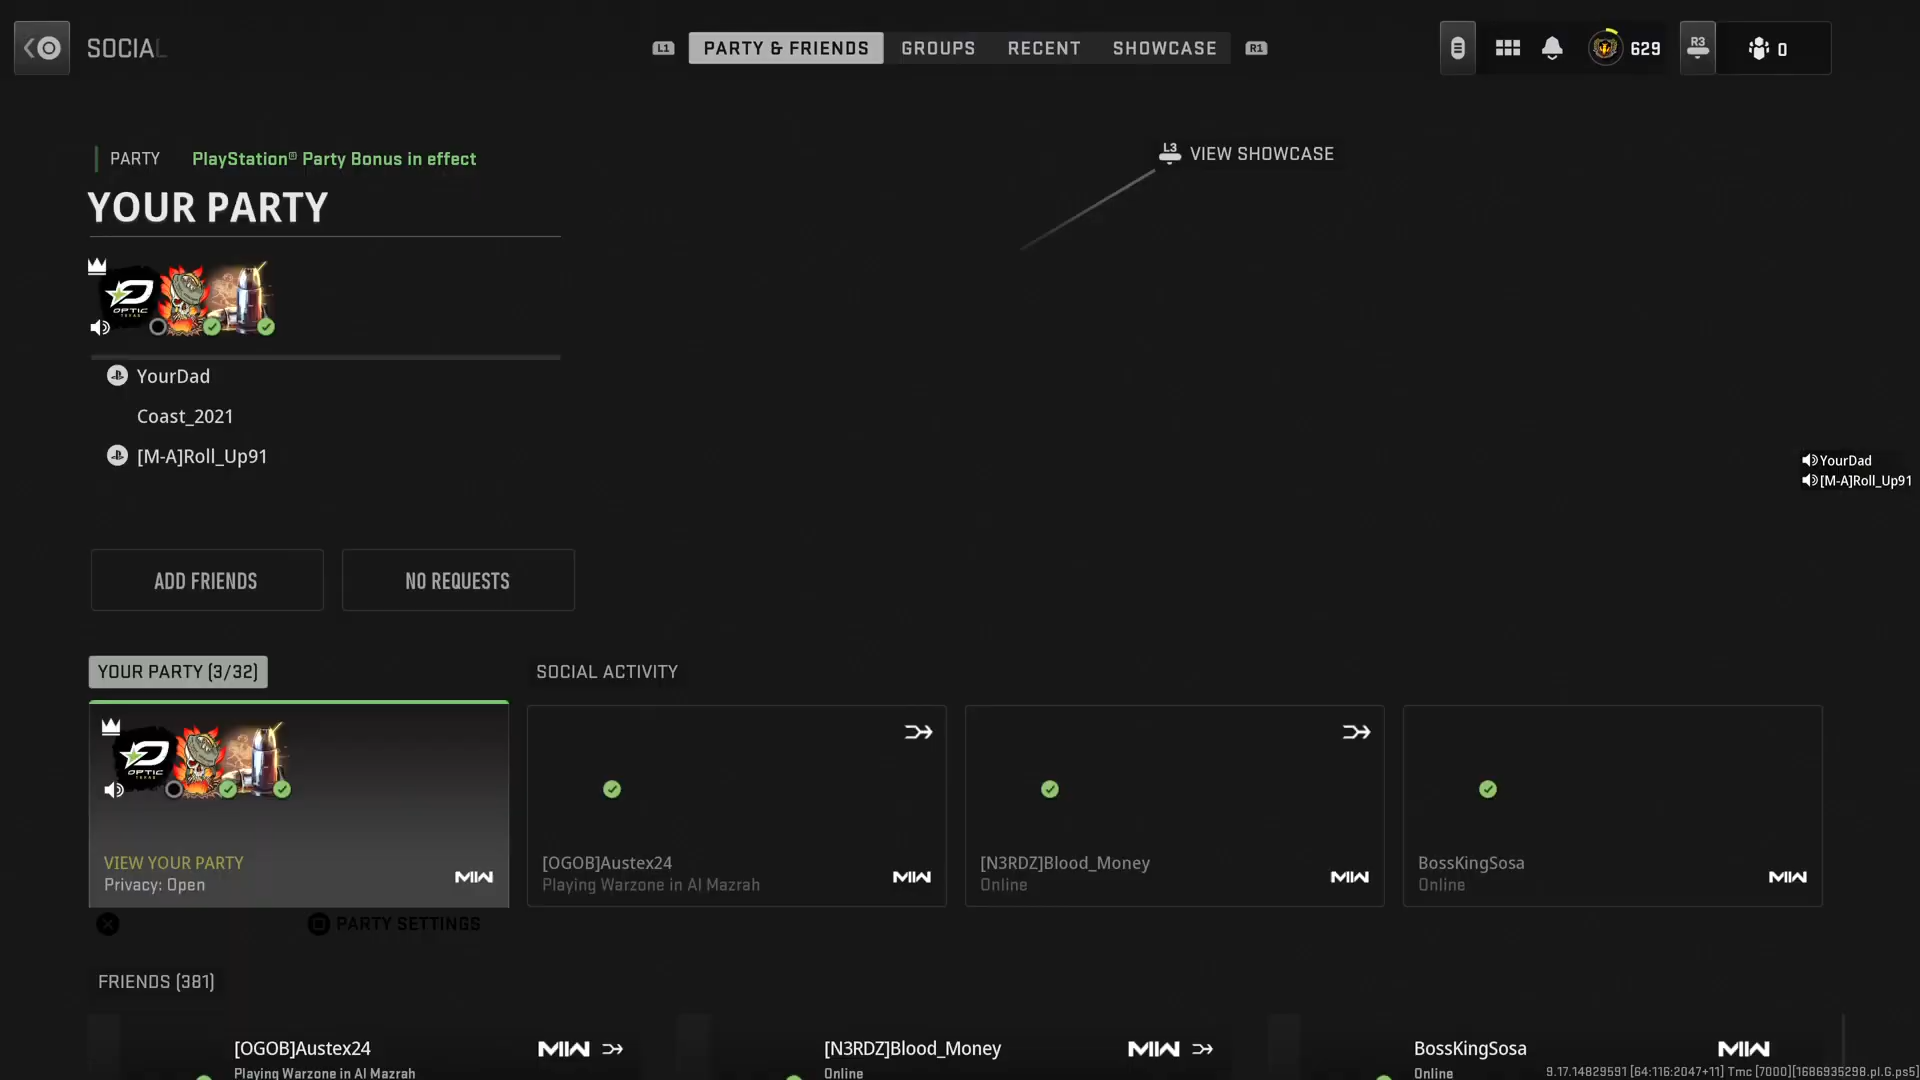 SOCIAL
L1
PARTY & FRIENDS
GROUPS
RECENT
SHOWCASE
R1
629
R3
0
PARTY
PlayStation® Party Bonus in effect
L3
VIEW SHOWCASE
YOUR PARTY
OPTIC
TEXAS
YourDad
Coast_2021
[M-A]Roll_Up91
YourDad
[M-A]Roll_Up91
ADD FRIENDS
NO REQUESTS
YOUR PARTY (3/32)
SOCIAL ACTIVITY
OPTIC
TEXAS
VIEW YOUR PARTY
Privacy: Open
MW
[OGOB]Austex24
Playing Warzone in Al Mazrah
MW
[N3RDZ]Blood_Money
Online
MW
BossKingSosa
Online
MW
PARTY SETTINGS
FRIENDS (381)
[OGOB]Austex24
MW
Playing Warzone in Al Mazrah
[N3RDZ]Blood_Money
MW
Online
BossKingSosa
MW
Online
9.17.14829591 [64:116:2047+11] Tmc [7000][1686935298.pl.G.ps5]